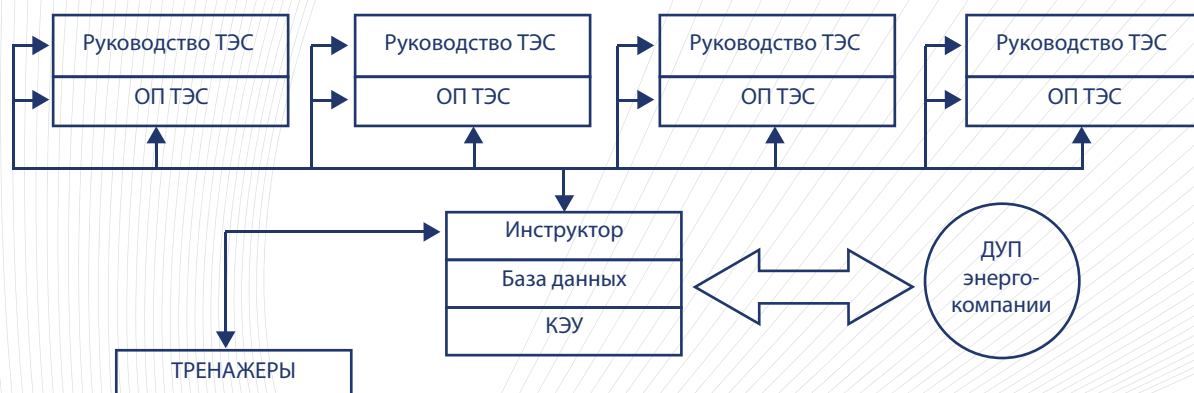 Руководство ТЭС
Руководство ТЭС
Руководство ТЭС
Руководство ТЭС
ОП ТЭС
ОП ТЭС
ОП ТЭС
ОП ТЭС
Инструктор
База данных
КЭУ
ДУП
энерго-
компании
ТРЕНАЖЕРЫ